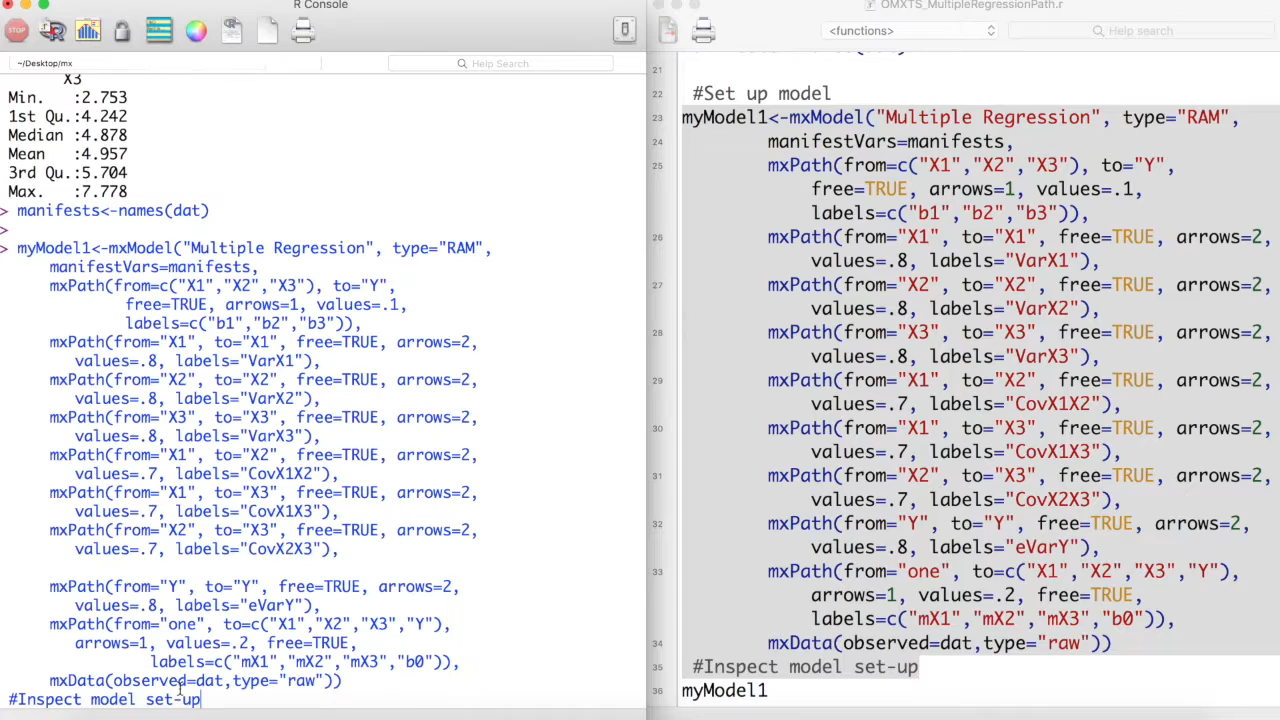 R Console
STOP
~/Desktop/mx
Help Search
X3
Min.   :2.753
1st Qu.:4.242
Median :4.878
Mean   :4.957
3rd Qu.:5.704
Max.   :7.778
> manifests<-names(dat)
>
> myModel1<-mxModel("Multiple Regression", type="RAM",
manifestVars=manifests,
mxPath(from=c("X1","X2","X3"), to="Y",
free=TRUE, arrows=1, values=.1,
labels=c("b1","b2","b3")),
mxPath(from="X1", to="X1", free=TRUE, arrows=2,
values=.8, labels="VarX1"),
mxPath(from="X2", to="X2", free=TRUE, arrows=2,
values=.8, labels="VarX2"),
mxPath(from="X3", to="X3", free=TRUE, arrows=2,
values=.8, labels="VarX3"),
mxPath(from="X1", to="X2", free=TRUE, arrows=2,
values=.7, labels="CovX1X2"),
mxPath(from="X1", to="X3", free=TRUE, arrows=2,
values=.7, labels="CovX1X3"),
mxPath(from="X2", to="X3", free=TRUE, arrows=2,
values=.7, labels="CovX2X3"),
mxPath(from="Y", to="Y", free=TRUE, arrows=2,
values=.8, labels="eVarY"),
mxPath(from="one", to=c("X1","X2","X3","Y"),
arrows=1, values=.2, free=TRUE,
labels=c("mX1","mX2","mX3","b0")),
mxData(observed=dat,type="raw"))
#Inspect model set-up
OMXTS_MultipleRegressionPath.r
<functions>
Help search
21
22 #Set up model
23 myModel1<-mxModel("Multiple Regression", type="RAM",
24 manifestVars=manifests,
25 mxPath(from=c("X1","X2","X3"), to="Y",
free=TRUE, arrows=1, values=.1,
labels=c("b1","b2","b3")),
26 mxPath(from="X1", to="X1", free=TRUE, arrows=2,
values=.8, labels="VarX1"),
27 mxPath(from="X2", to="X2", free=TRUE, arrows=2,
values=.8, labels="VarX2"),
28 mxPath(from="X3", to="X3", free=TRUE, arrows=2,
values=.8, labels="VarX3"),
29 mxPath(from="X1", to="X2", free=TRUE, arrows=2,
values=.7, labels="CovX1X2"),
30 mxPath(from="X1", to="X3", free=TRUE, arrows=2,
values=.7, labels="CovX1X3"),
31 mxPath(from="X2", to="X3", free=TRUE, arrows=2,
values=.7, labels="CovX2X3"),
32 mxPath(from="Y", to="Y", free=TRUE, arrows=2,
values=.8, labels="eVarY"),
33 mxPath(from="one", to=c("X1","X2","X3","Y"),
arrows=1, values=.2, free=TRUE,
labels=c("mX1","mX2","mX3","b0")),
34 mxData(observed=dat,type="raw"))
35 #Inspect model set-up
36 myModel1